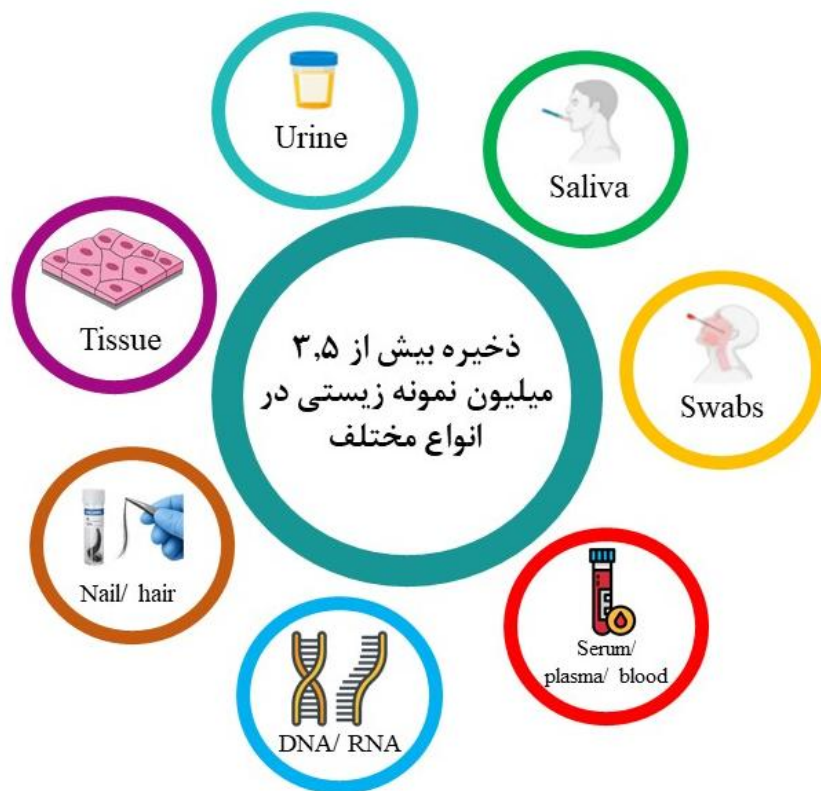 Urine
Saliva
Tissue
Swabs
ذخیره بیش از ۳٫۵
میلیون نمونه زیستی در
انواع مختلف
Nail/ hair
Serum/
plasma/ blood
DNA/ RNA